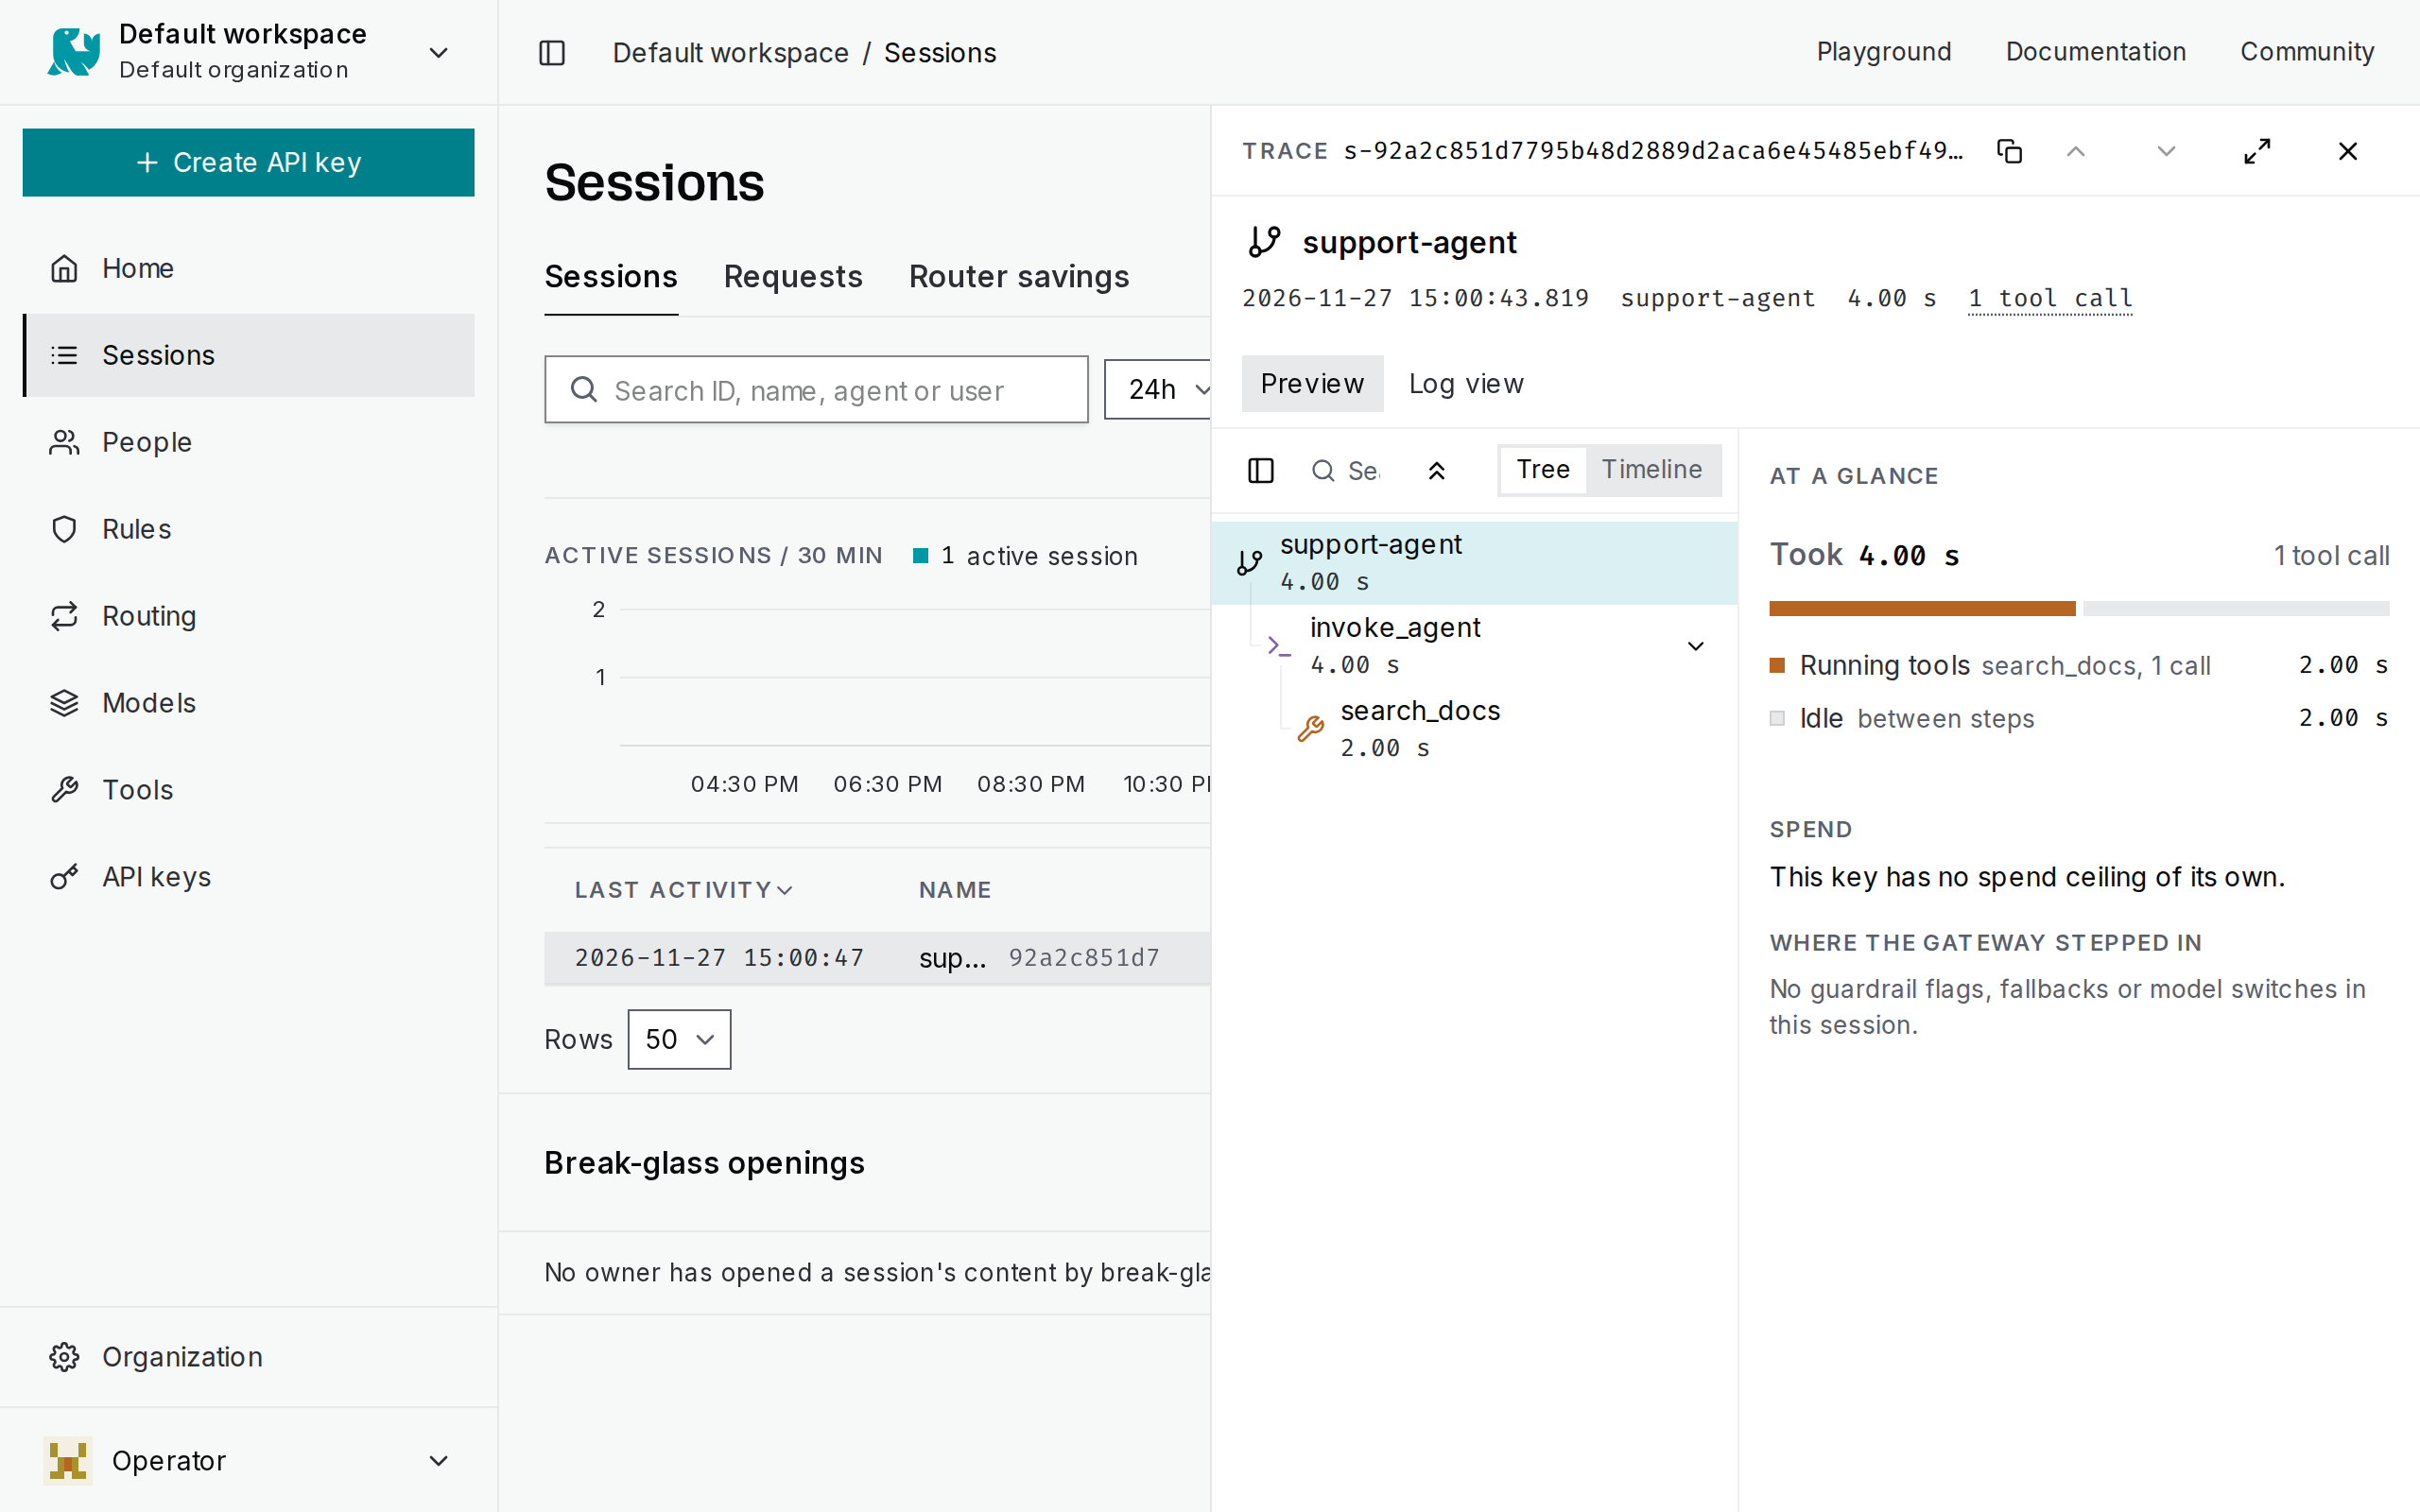 Default workspace
Default organization
Default workspace / Sessions
Playground
Documentation
Community
Create API key
Home
Sessions
People
Rules
Routing
Models
Tools
API keys
Organization
Operator
Sessions
Sessions
Requests
Router savings
Search ID, name, agent or user
24h
ACTIVE SESSIONS / 30 MIN
1 active session
2
1
04:30 PM
06:30 PM
08:30 PM
10:30 P
LAST ACTIVITY
NAME
2026-11-27 15:00:47
sup...
92a2c851d7
Rows
50
Break-glass openings
No owner has opened a session's content by break-gla
TRACE s-92a2c851d7795b48d2889d2aca6e45485ebf49…
support-agent
2026-11-27 15:00:43.819 support-agent 4.00 s 1 tool call
Preview
Log view
Se
Tree
Timeline
support-agent
4.00 s
invoke_agent
4.00 s
search_docs
2.00 s
AT A GLANCE
Took 4.00 s
1 tool call
Running tools search_docs, 1 call 2.00 s
Idle between steps 2.00 s
SPEND
This key has no spend ceiling of its own.
WHERE THE GATEWAY STEPPED IN
No guardrail flags, fallbacks or model switches in
this session.